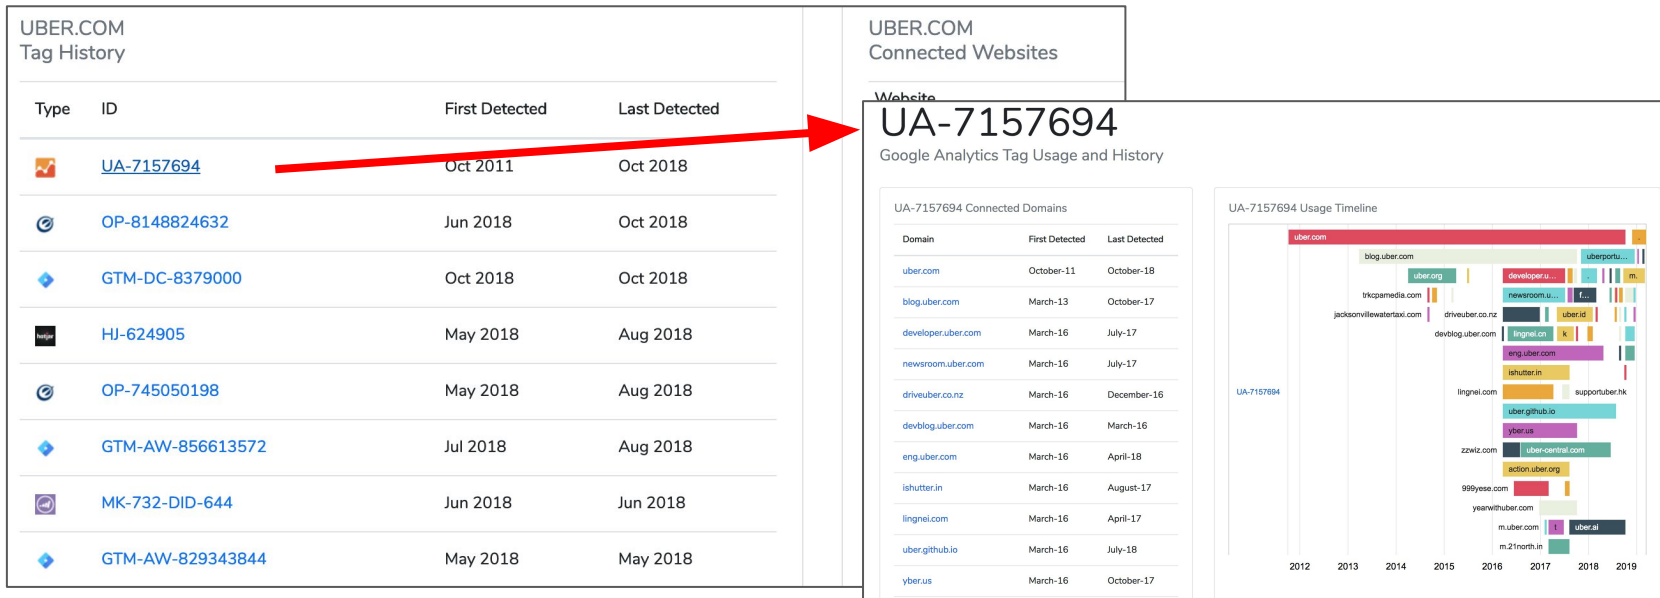 UBER.COM
Tag History
Type ID First Detected Last Detected
UA-7157694 Oct 2011 Oct 2018
OP-8148824632 Jun 2018 Oct 2018
GTM-DC-8379000 Oct 2018 Oct 2018
hotjar HJ-624905 May 2018 Aug 2018
OP-745050198 May 2018 Aug 2018
GTM-AW-856613572 Jul 2018 Aug 2018
MK-732-DID-644 Jun 2018 Jun 2018
GTM-AW-829343844 May 2018 May 2018
UBER.COM
Connected Websites
Website
UA-7157694
Google Analytics Tag Usage and History
UA-7157694 Connected Domains
Domain First Detected Last Detected
uber.com October-11 October-18
blog.uber.com March-13 October-17
developer.uber.com March-16 July-17
newsroom.uber.com March-16 July-17
driveuber.co.nz March-16 December-16
devblog.uber.com March-16 March-16
eng.uber.com March-16 April-18
ishutter.in March-16 August-17
lingnei.com March-16 April-17
uber.github.io March-16 July-18
yber.us March-16 October-17
UA-7157694 Usage Timeline
uber.com .
blog.uber.com uberportu...
uber.org developer.u... . m.
trkcpamedia.com newsroom.u... f...
jacksonvillewatertaxi.com driveuber.co.nz uber.id
devblog.uber.com lingnei.cn k
eng.uber.com
ishutter.in
UA-7157694 lingnei.com supportuber.hk
uber.github.io
yber.us
zzwiz.com uber-central.com
action.uber.org
999yese.com
yearwithuber.com
m.uber.com t uber.ai
m.21north.in
2012 2013 2014 2015 2016 2017 2018 2019